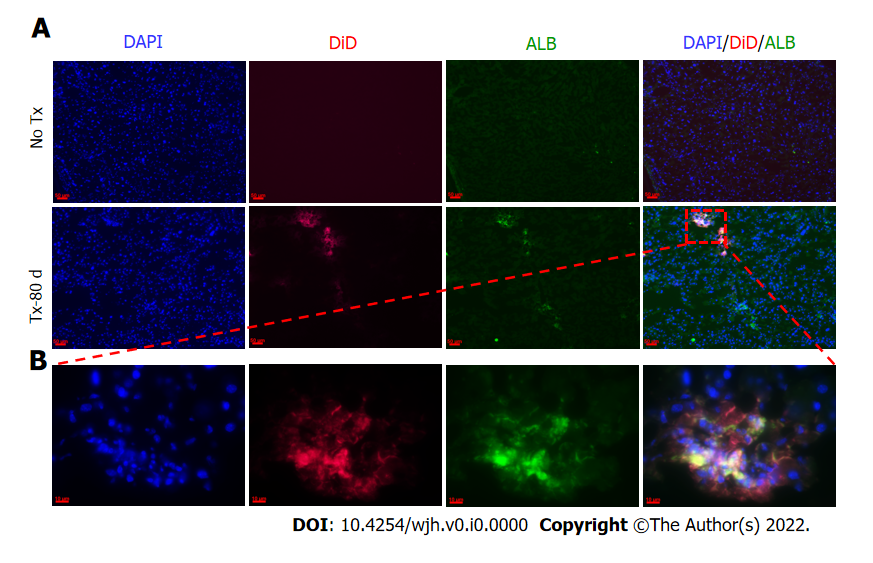 A
DAPI
DiD
ALB
DAPI/DiD/ALB
No Tx
Tx-80 d
B
DOI: 10.4254/wjh.v0.i0.0000 Copyright ©The Author(s) 2022.